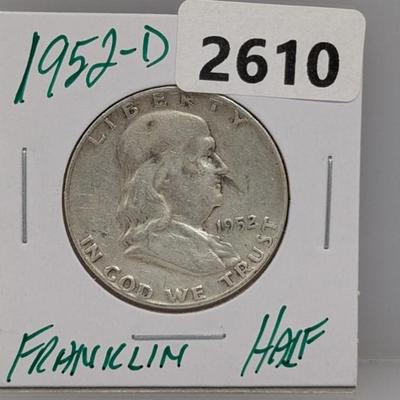 1952-D
2610
LIBERTY
1952
IN GOD WE TRUST
FRANKLIN HALF